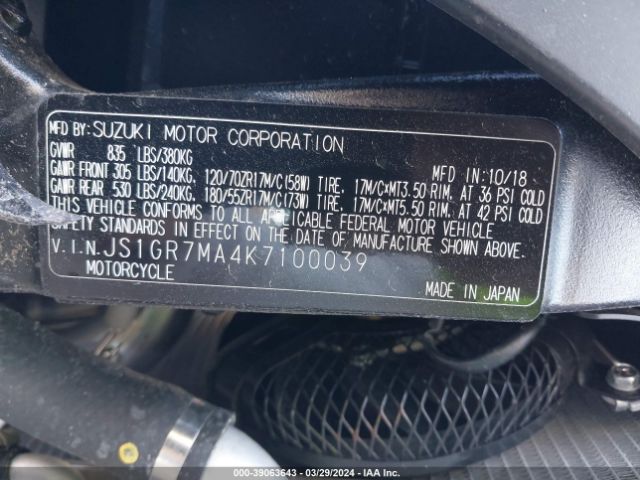 MFD BY: SUZUKI MOTOR CORPORATION
GVWR 835 LBS/380KG MFD IN: 10/18
GAWR FRONT 305 LBS/140KG, 120/70ZR17M/C(58W) TIRE, 17M/C×MT3.50 RIM, AT 36 PSI COLD
GAWR REAR 530 LBS/240KG, 180/55ZR17M/C(73W) TIRE, 17M/C×MT5.50 RIM, AT 42 PSI COLD
THIS VEHICLE CONFORMS TO ALL APPLICABLE FEDERAL MOTOR VEHICLE
SAFETY STANDARDS IN EFFECT ON THE DATE OF MANUFACTURE SHOWN ABOVE.
V.I.N. JS1GR7MA4K7100039
MOTORCYCLE MADE IN JAPAN
000-39063643 / 03/29/2024 - IAA Inc.